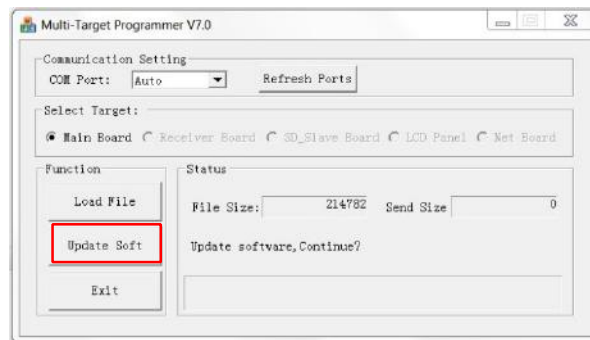 Multi-Target Programmer V7.0
Communication Setting
COM Port: Auto Refresh Ports
Select Target:
Main Board Receiver Board SD_Slave Board LCD Panel Net Board
Function
Status
Load File
File Size: 214782 Send Size 0
Update Soft
Update software,Continue?
Exit